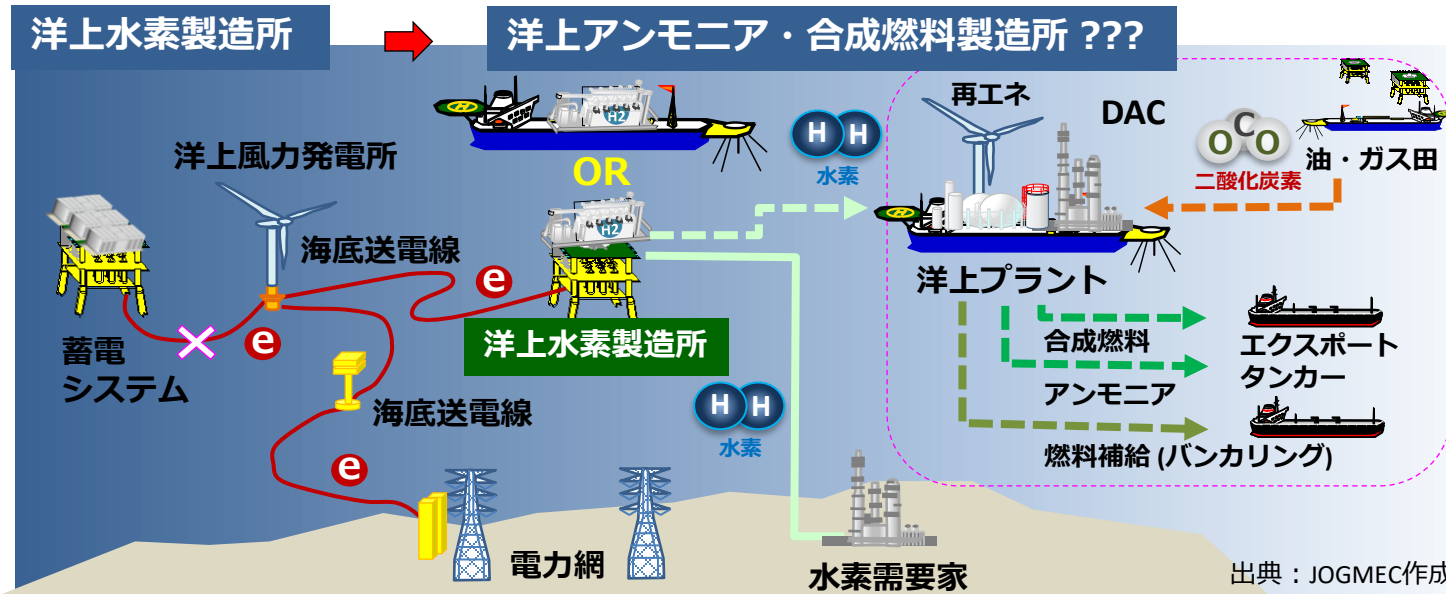 洋上水素製造所
洋上アンモニア・合成燃料製造所 ???
H2
OR
洋上風力発電所
海底送電線
e
洋上水素製造所
蓄電
システム
e
海底送電線
e
電力網
H H
水素
水素需要家
H H
水素
再エネ
DAC
O C O
二酸化炭素
油・ガス田
H2
洋上プラント
合成燃料
アンモニア
エクスポート
タンカー
燃料補給 (バンカリング)
出典：JOGMEC作成